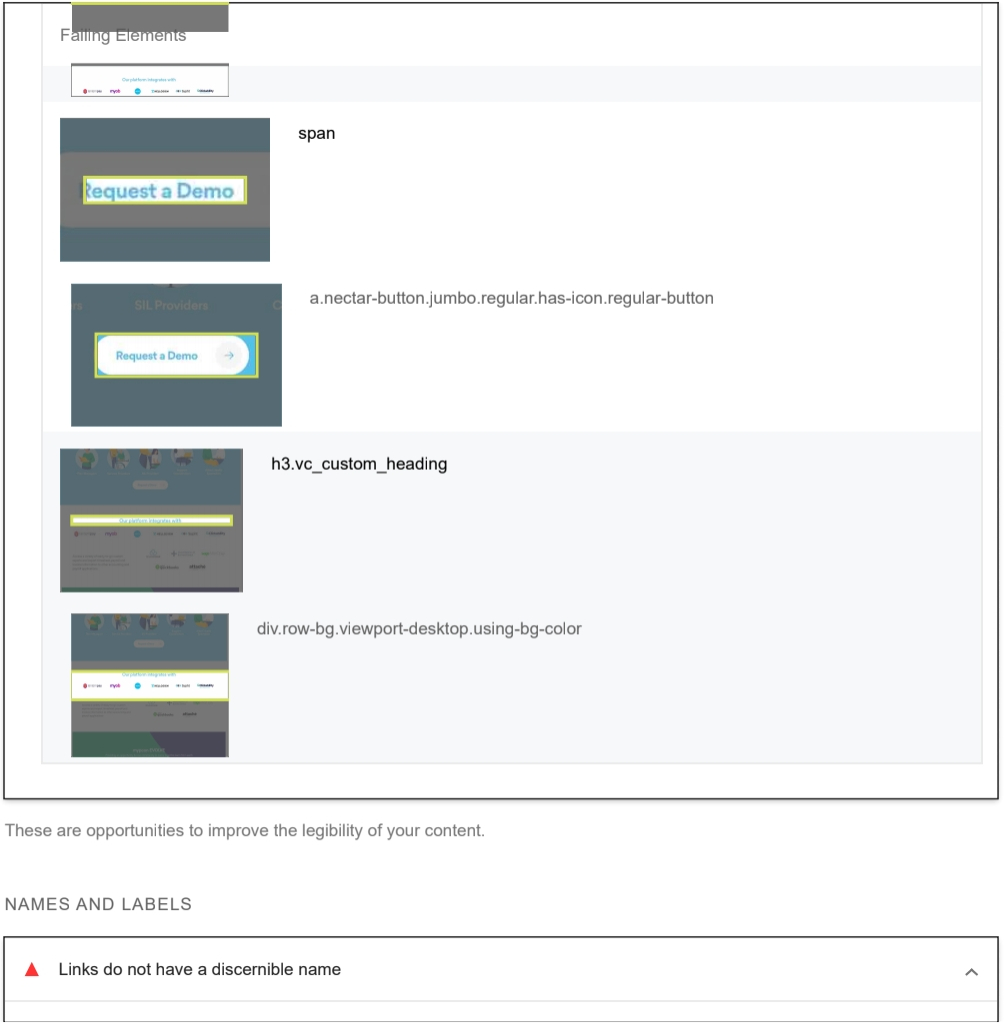 Failing Elements
Our platform integrates with
myob
span
Request a Demo
SIL Providers
a.nectar-button.jumbo.regular.has-icon.regular-button
Request a Demo
h3.vc_custom_heading
Our platform integrates with
div.row-bg.viewport-desktop.using-bg-color
Our platform integrates with
myob
These are opportunities to improve the legibility of your content.
NAMES AND LABELS
Links do not have a discernible name